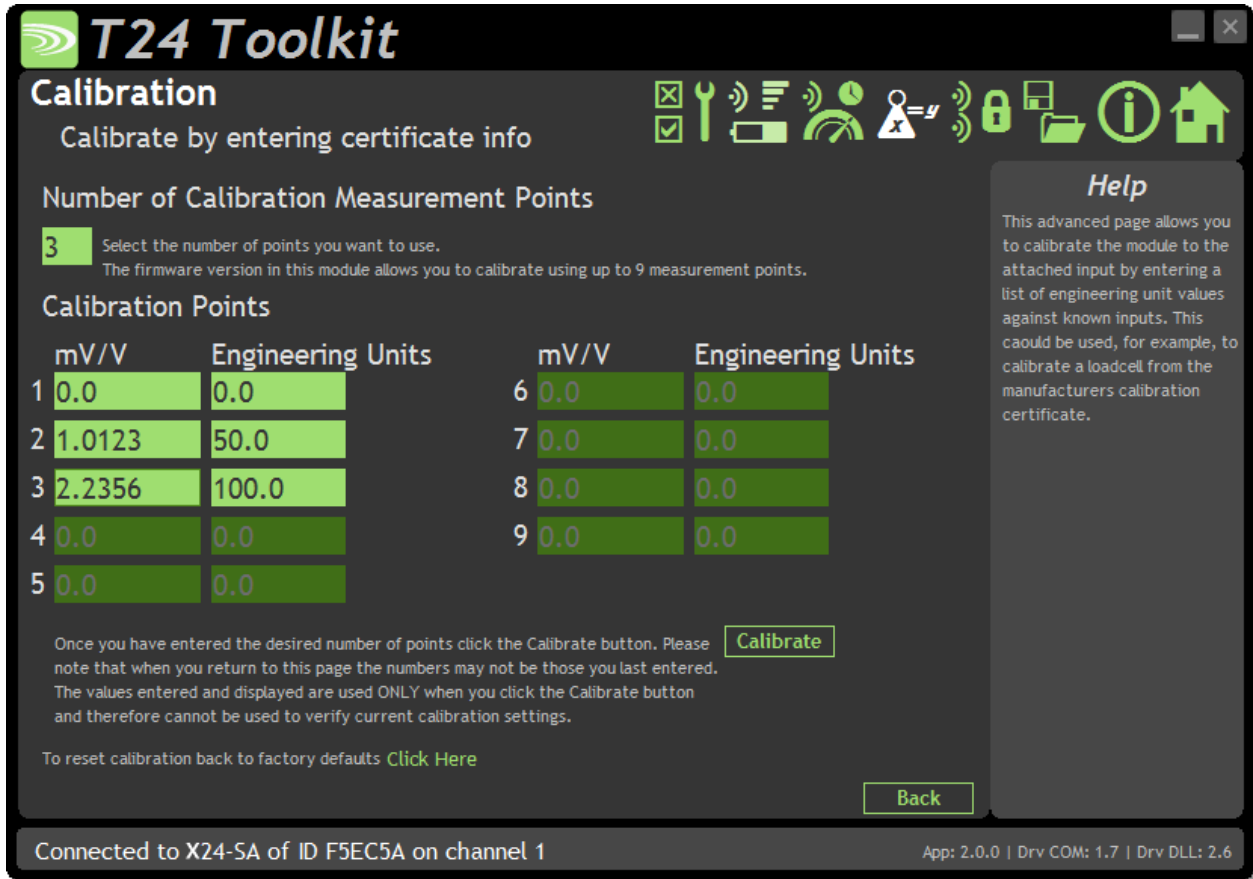 T24 Toolkit
Calibration
Calibrate by entering certificate info
x=y
Number of Calibration Measurement Points
3 Select the number of points you want to use.
The firmware version in this module allows you to calibrate using up to 9 measurement points.
Calibration Points
mV/V Engineering Units mV/V Engineering Units
1 0.0 0.0 6 0.0 0.0
2 1.0123 50.0 7 0.0 0.0
3 2.2356 100.0 8 0.0 0.0
4 0.0 0.0 9 0.0 0.0
5 0.0 0.0
Once you have entered the desired number of points click the Calibrate button. Please Calibrate
note that when you return to this page the numbers may not be those you last entered.
The values entered and displayed are used ONLY when you click the Calibrate button
and therefore cannot be used to verify current calibration settings.
To reset calibration back to factory defaults Click Here
Back
Help
This advanced page allows you
to calibrate the module to the
attached input by entering a
list of engineering unit values
against known inputs. This
caould be used, for example, to
calibrate a loadcell from the
manufacturers calibration
certificate.
Connected to X24-SA of ID F5EC5A on channel 1
App: 2.0.0 | Drv COM: 1.7 | Drv DLL: 2.6